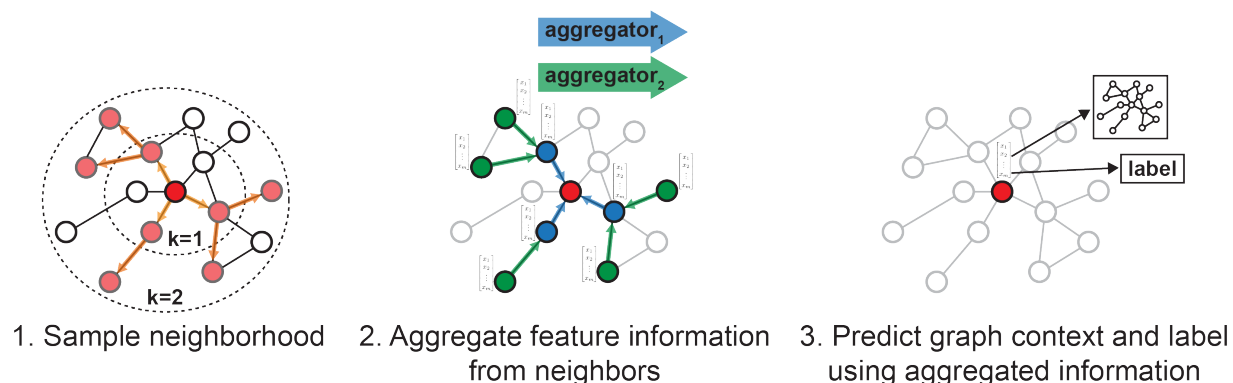 aggregator1
aggregator2
k=1
k=2
label
1. Sample neighborhood
2. Aggregate feature information
from neighbors
3. Predict graph context and label
using aggregated information